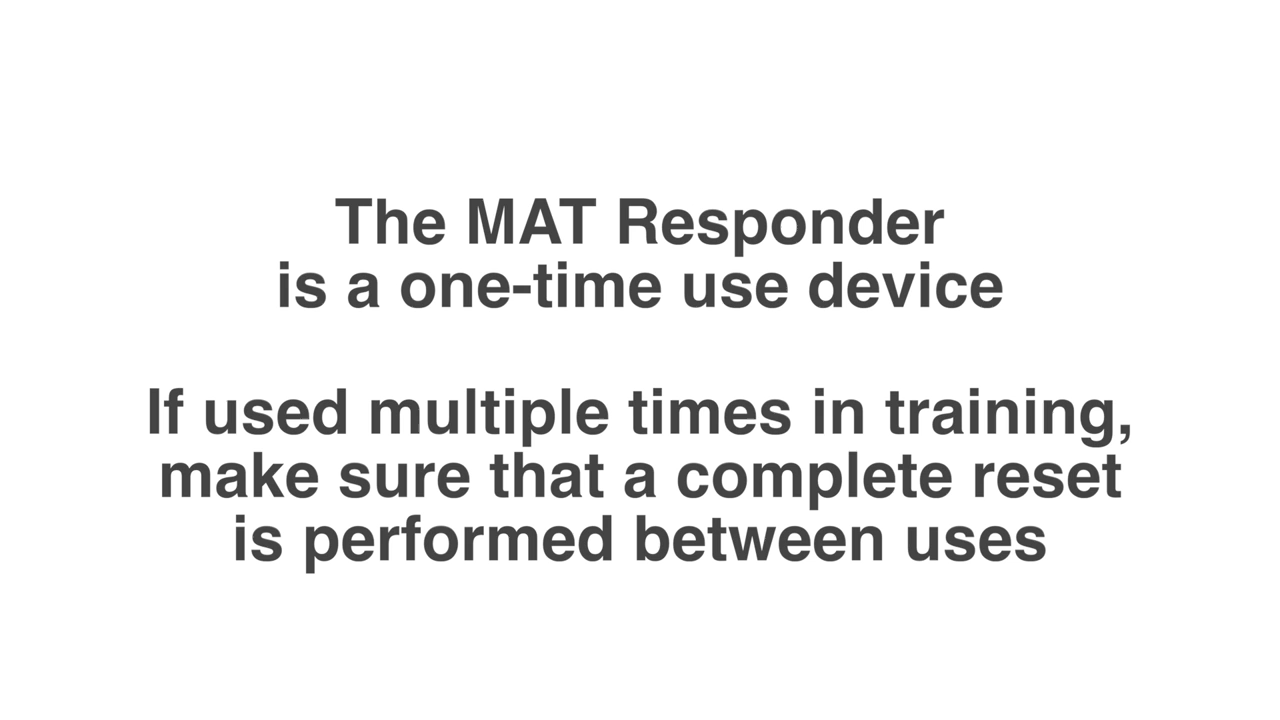 The MAT Responder
is a one-time use device
If used multiple times in training,
make sure that a complete reset
is performed between uses